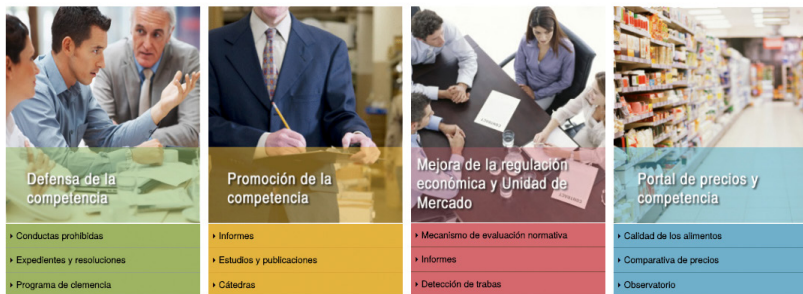 Defensa de la
competencia
Conductas prohibidas
Expedientes y resoluciones
Programa de clemencia
Promoción de la
competencia
Informes
Estudios y publicaciones
Cátedras
Mejora de la regulación
económica y Unidad de
Mercado
Mecanismo de evaluación normativa
Informes
Detección de trabas
Portal de precios y
competencia
Calidad de los alimentos
Comparativa de precios
Observatorio